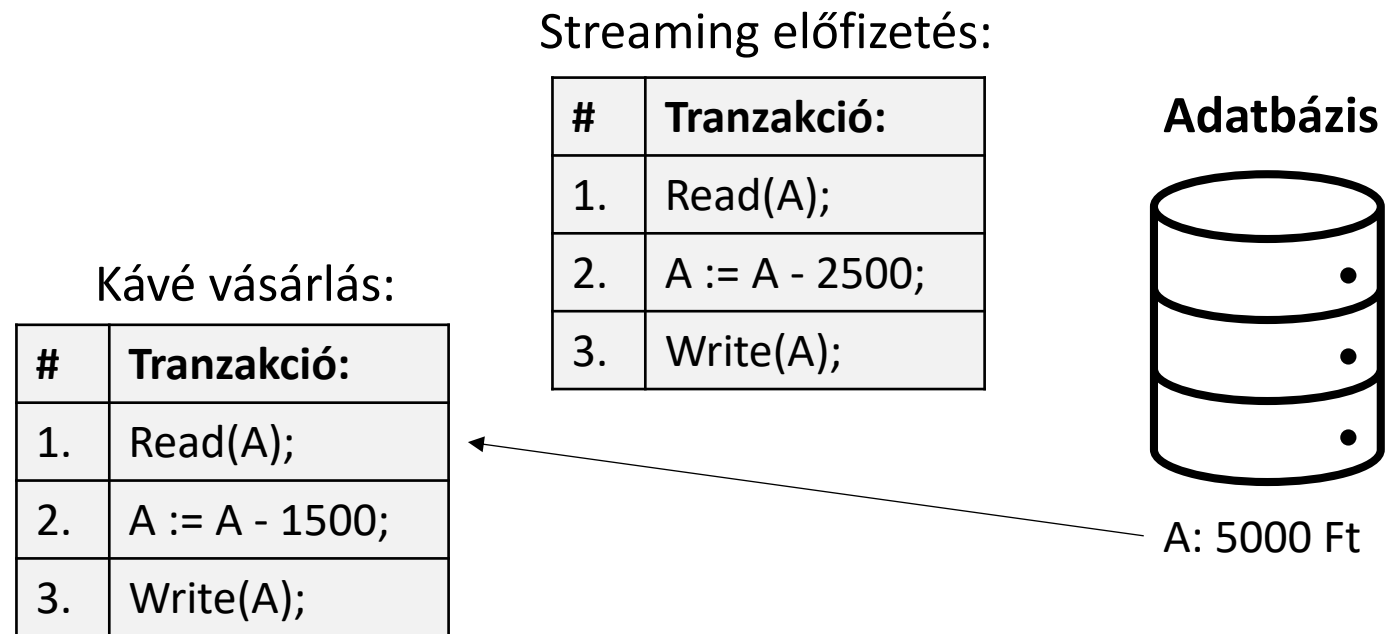 Streaming előfizetés:
# Tranzakció:
1. Read(A);
2. A := A - 2500;
3. Write(A);
Adatbázis
A: 5000 Ft
Kávé vásárlás:
# Tranzakció:
1. Read(A);
2. A := A - 1500;
3. Write(A);